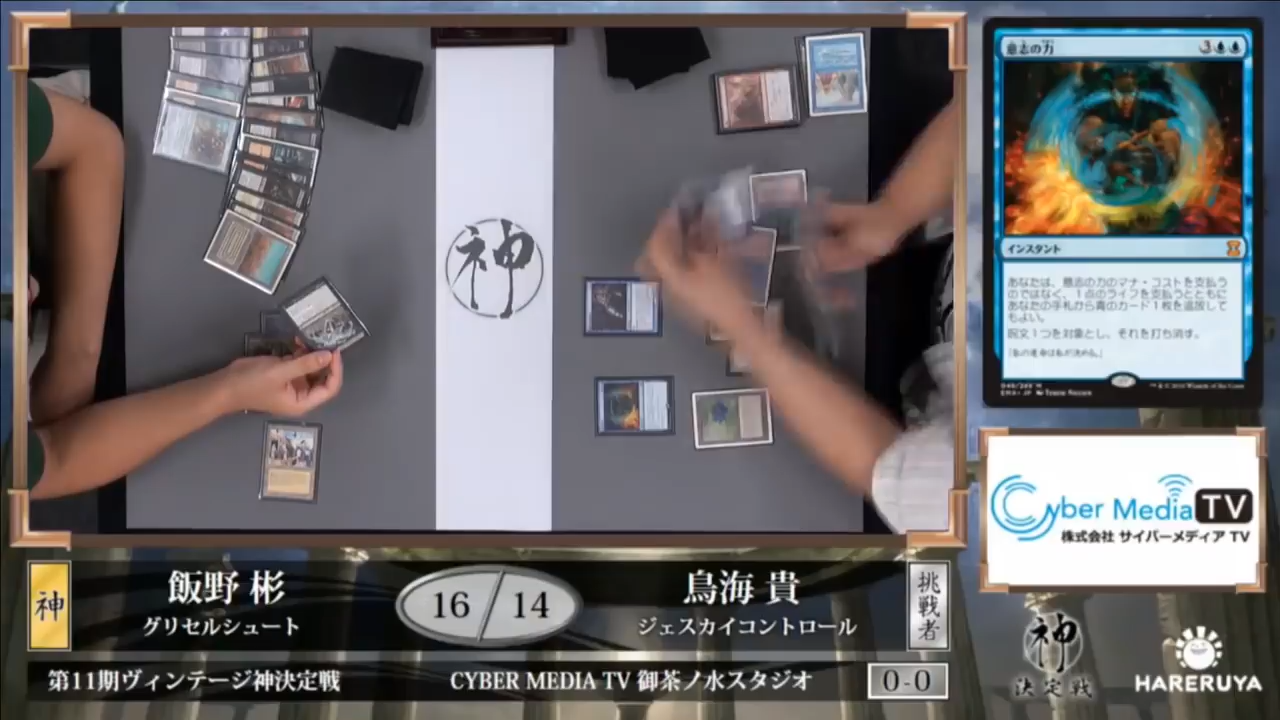 意志の力
3
インスタント
あなたは、意志の力のマナ・コストを支払う
のではなく、1点のライフを支払うとともに
あなたの手札から青のカード1枚を追放して
もよい。
呪文1つを対象とし、それを打ち消す。
神
Cyber Media TV
株式会社 サイバーメディア TV
神
飯野 彬
グリセルシュート
16 / 14
鳥海 貴
ジェスカイコントロール
挑戦者
第11期ヴィンテージ神決定戦
CYBER MEDIA TV 御茶ノ水スタジオ
0-0
神
決定戦
HARERUYA